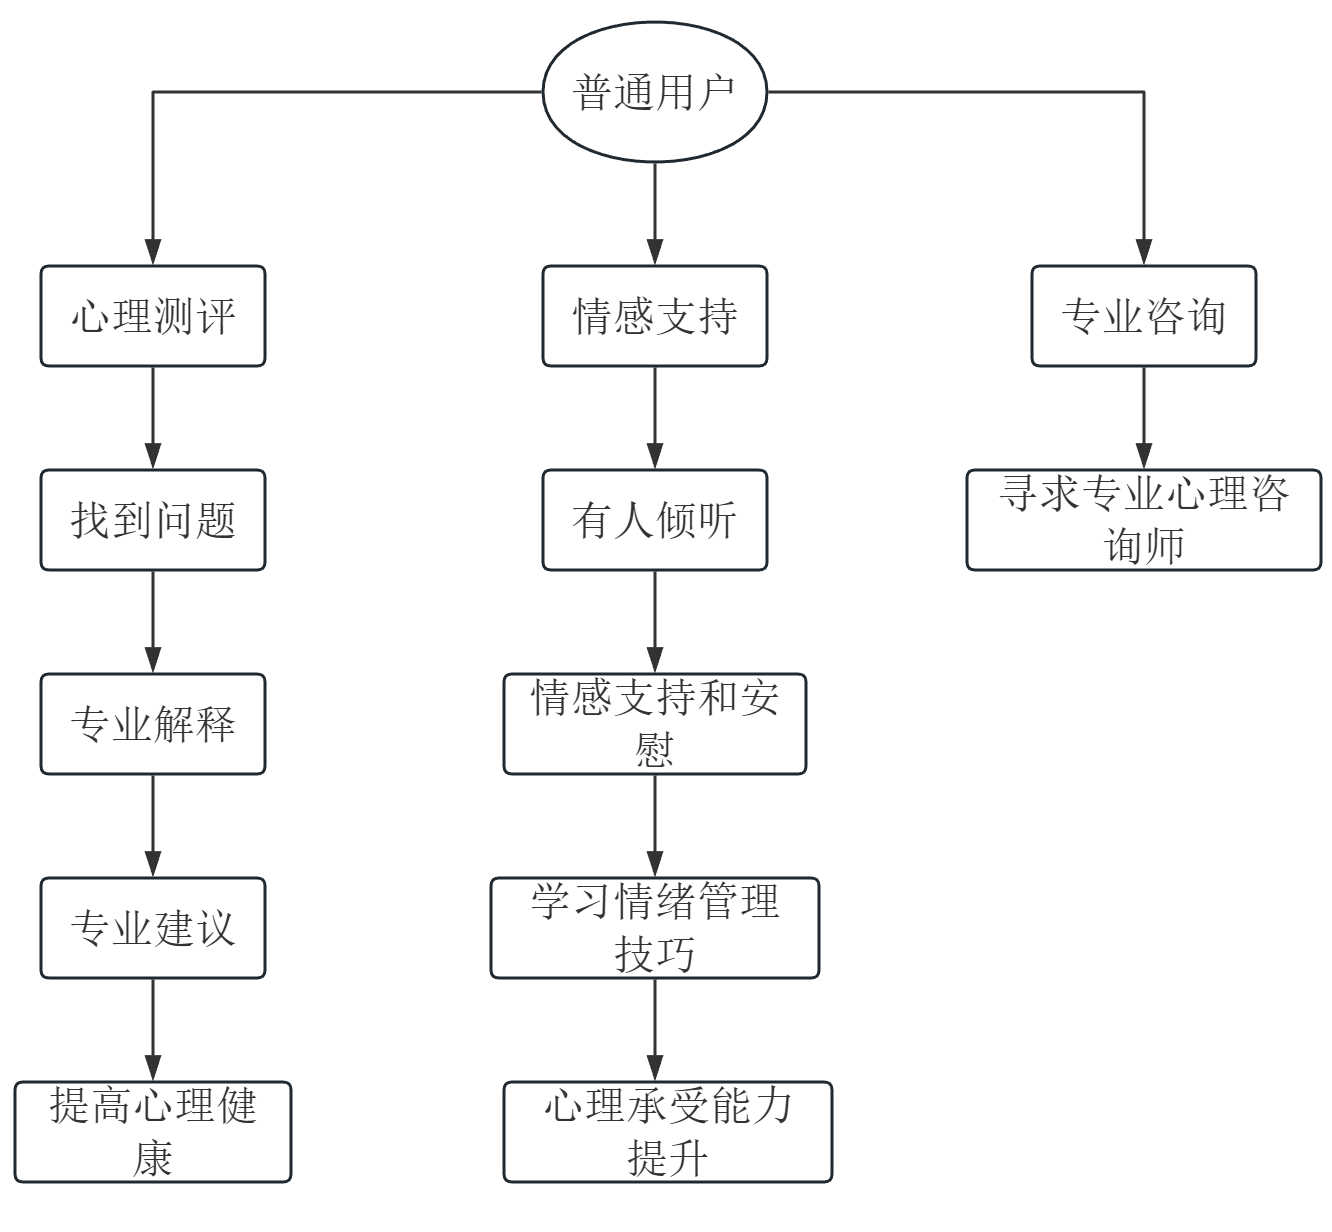 普通用户
心理测评
情感支持
专业咨询
找到问题
有人倾听
寻求专业心理咨
询师
专业解释
情感支持和安
慰
专业建议
学习情绪管理
技巧
提高心理健
康
心理承受能力
提升